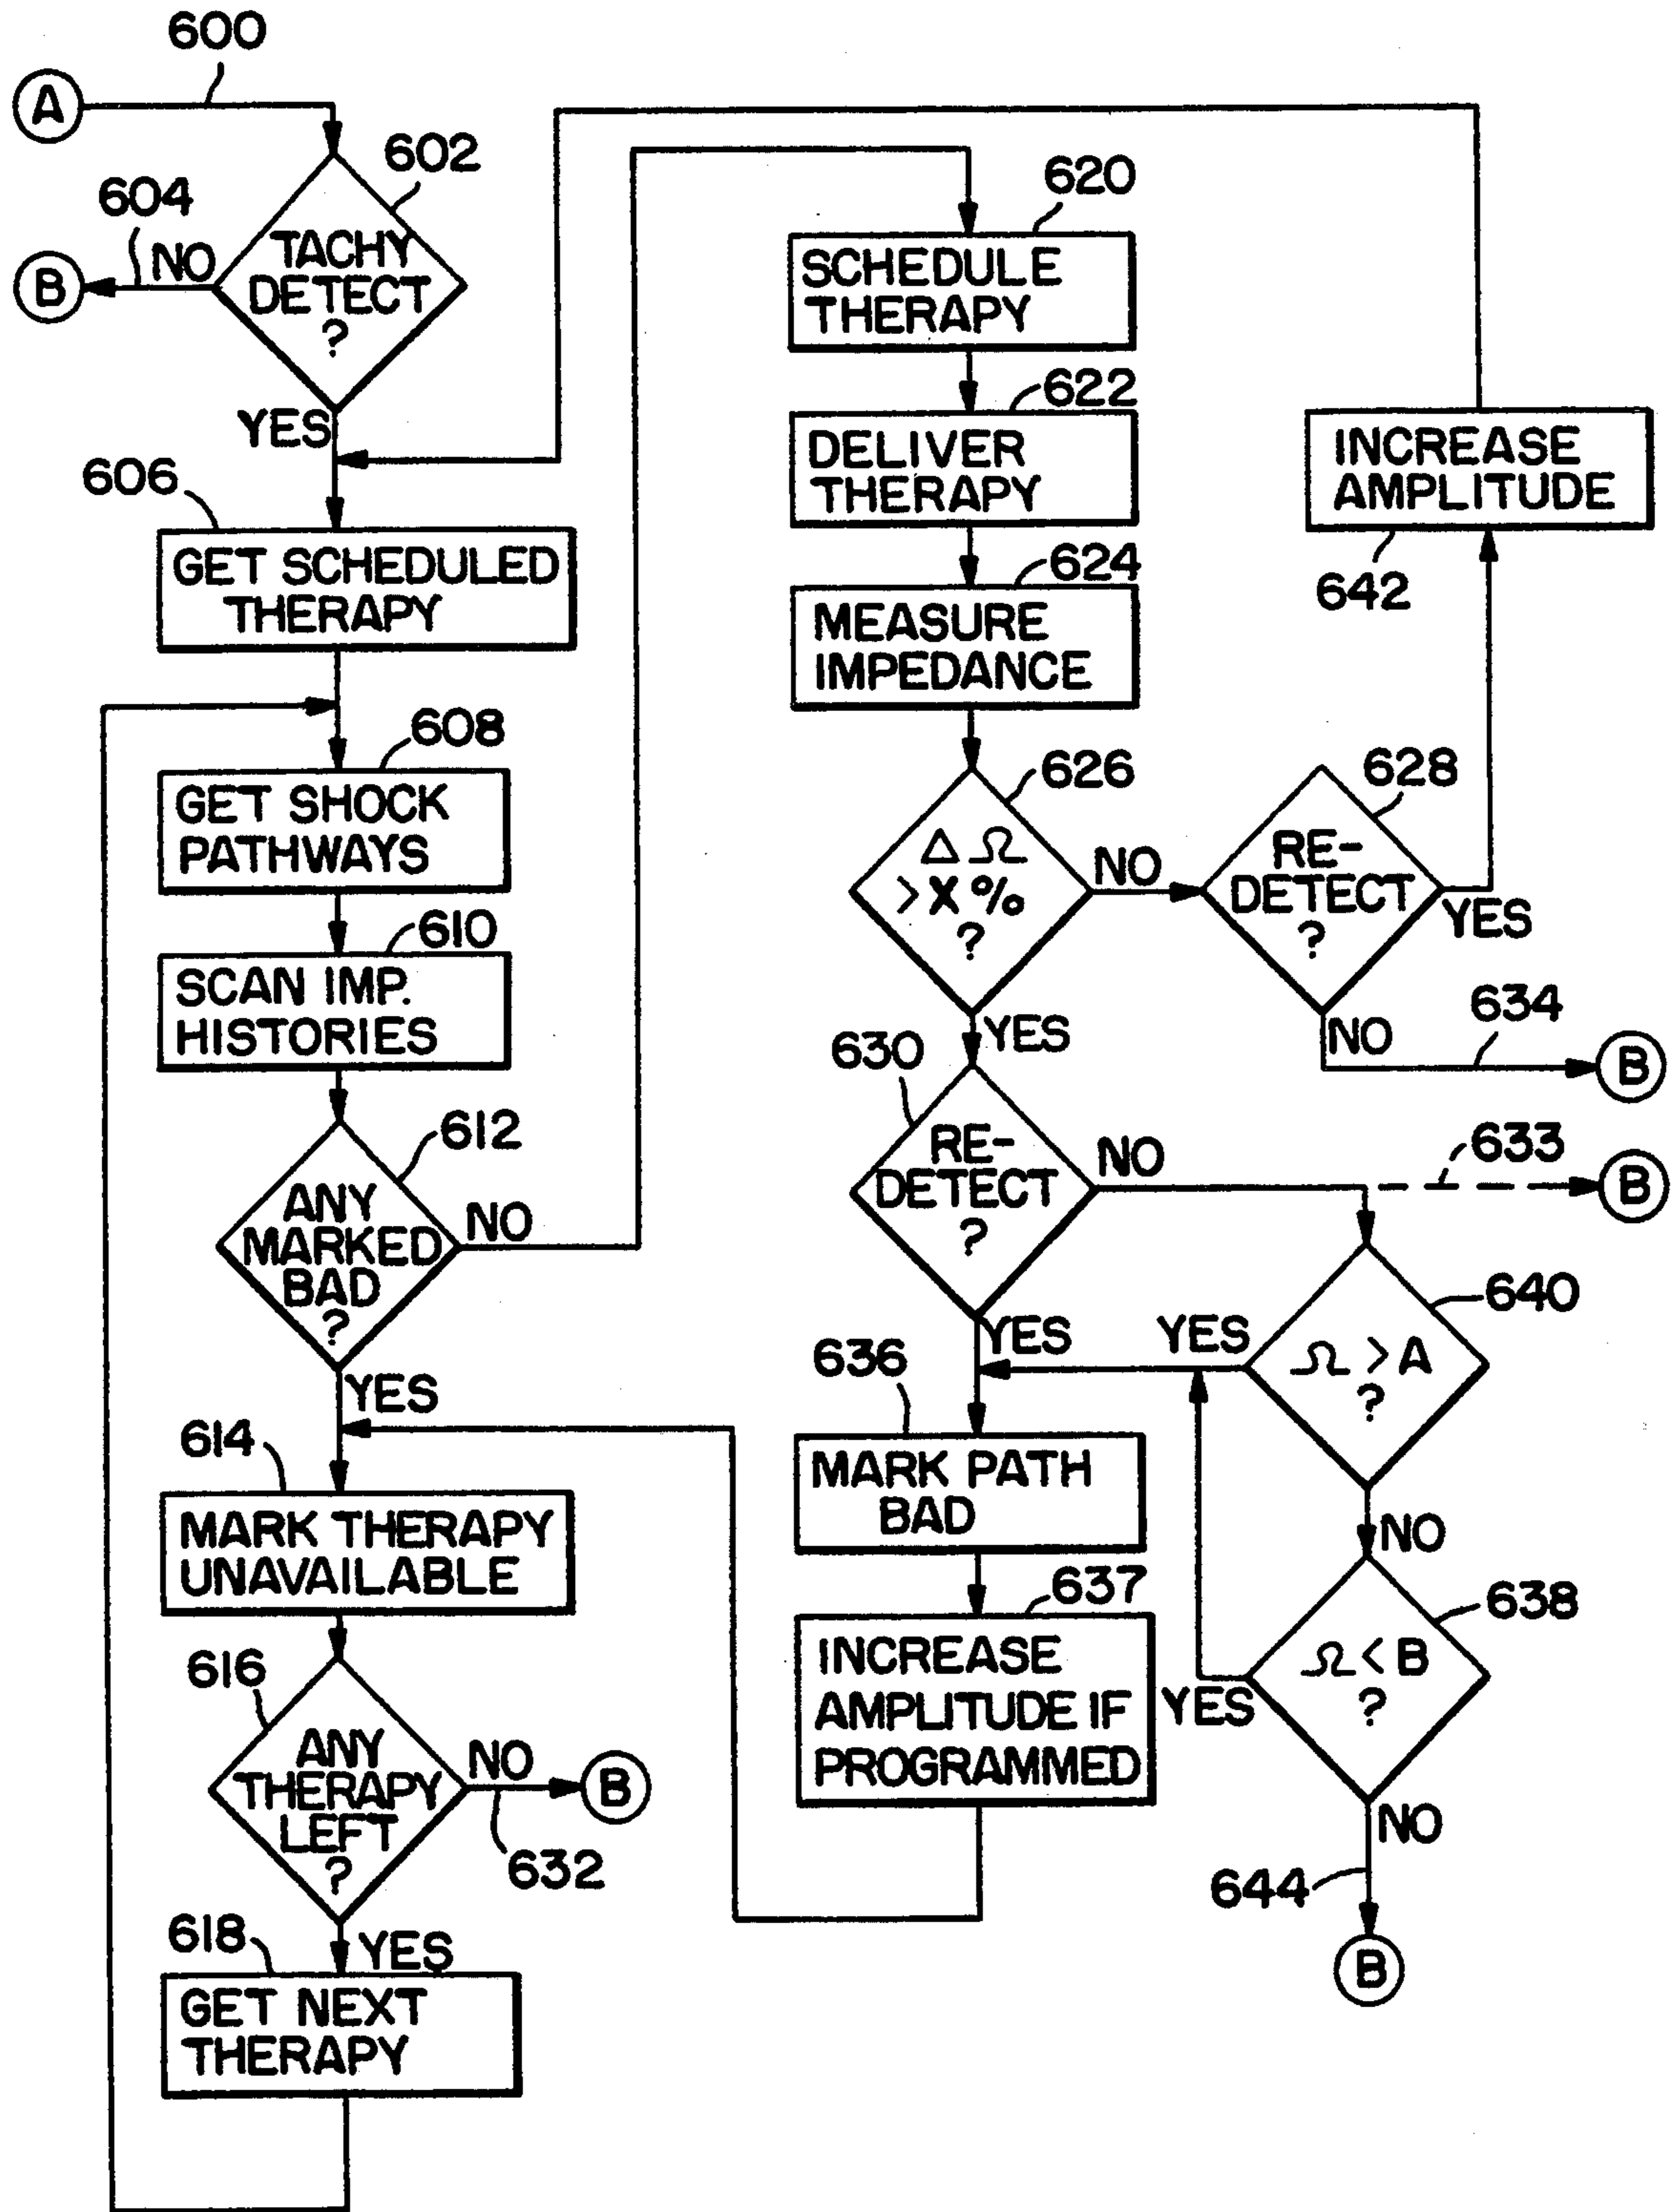 600
A
602
604
B
NO
TACHY
DETECT
?
YES
606
GET SCHEDULED
THERAPY
608
GET SHOCK
PATHWAYS
610
SCAN IMP.
HISTORIES
612
ANY
MARKED
BAD
?
NO
YES
614
MARK THERAPY
UNAVAILABLE
616
ANY
THERAPY
LEFT
?
NO
B
632
YES
618
GET NEXT
THERAPY
620
SCHEDULE
THERAPY
622
DELIVER
THERAPY
624
MEASURE
IMPEDANCE
626
Δ Ω
> X %
?
NO
YES
628
RE-
DETECT
?
YES
NO
634
B
642
INCREASE
AMPLITUDE
630
RE-
DETECT
?
NO
633
B
YES
636
MARK PATH
BAD
637
INCREASE
AMPLITUDE IF
PROGRAMMED
640
Ω > A
?
YES
NO
638
Ω < B
?
YES
NO
644
B